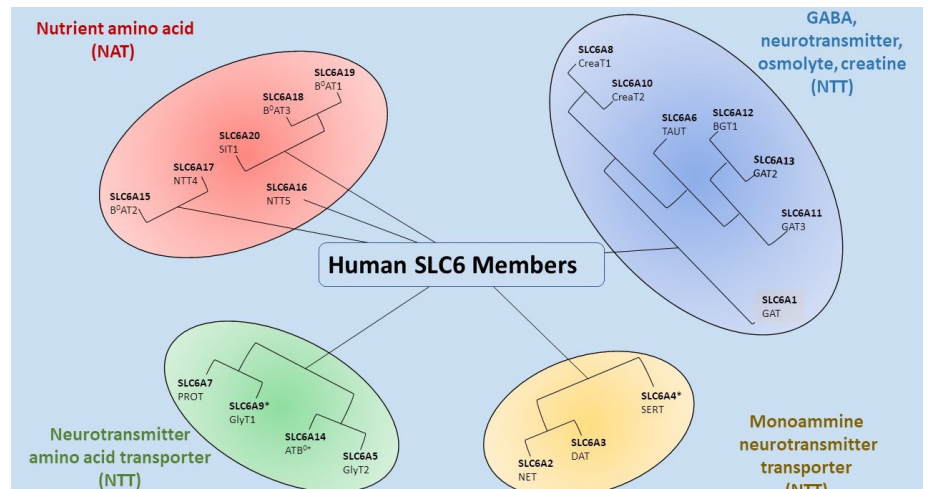 Nutrient amino acid
(NAT)
SLC6A19
B⁰AT1
SLC6A18
B⁰AT3
SLC6A20
SIT1
SLC6A17
NTT4
SLC6A16
NTT5
SLC6A15
B⁰AT2
GABA,
neurotransmitter,
osmolyte, creatine
(NTT)
SLC6A8
CreaT1
SLC6A10
CreaT2
SLC6A6
TAUT
SLC6A12
BGT1
SLC6A13
GAT2
SLC6A11
GAT3
SLC6A1
GAT
Human SLC6 Members
SLC6A7
PROT
SLC6A9*
GlyT1
SLC6A14
ATB⁰*
SLC6A5
GlyT2
Neurotransmitter
amino acid transporter
(NTT)
SLC6A4*
SERT
SLC6A3
DAT
SLC6A2
NET
Monoammine
neurotransmitter
transporter
(NTT)